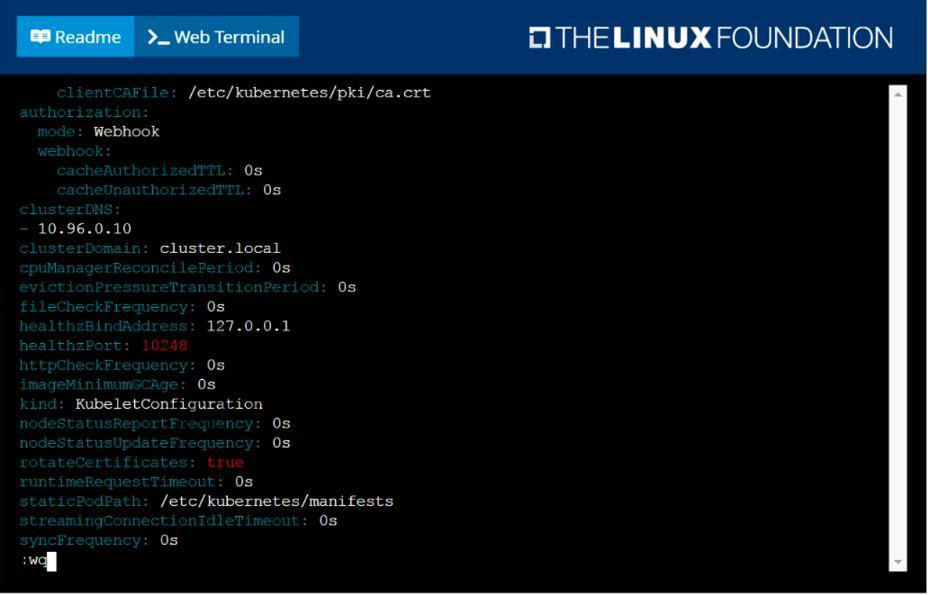 Readme
Web Terminal
THE LINUX FOUNDATION
clientCAFile: /etc/kubernetes/pki/ca.crt
authorization:
mode: Webhook
webhook:
cacheAuthorizedTTL: 0s
cacheUnauthorizedTTL: 0s
clusterDNS:
- 10.96.0.10
clusterDomain: cluster.local
cpuManagerReconcilePeriod: 0s
evictionPressureTransitionPeriod: 0s
fileCheckFrequency: 0s
healthzBindAddress: 127.0.0.1
healthzPort: 10248
httpCheckFrequency: 0s
imageMinimumGCAge: 0s
kind: KubeletConfiguration
nodeStatusReportFrequency: 0s
nodeStatusUpdateFrequency: 0s
rotateCertificates: true
runtimeRequestTimeout: 0s
staticPodPath: /etc/kubernetes/manifests
streamingConnectionIdleTimeout: 0s
syncFrequency: 0s
:wq